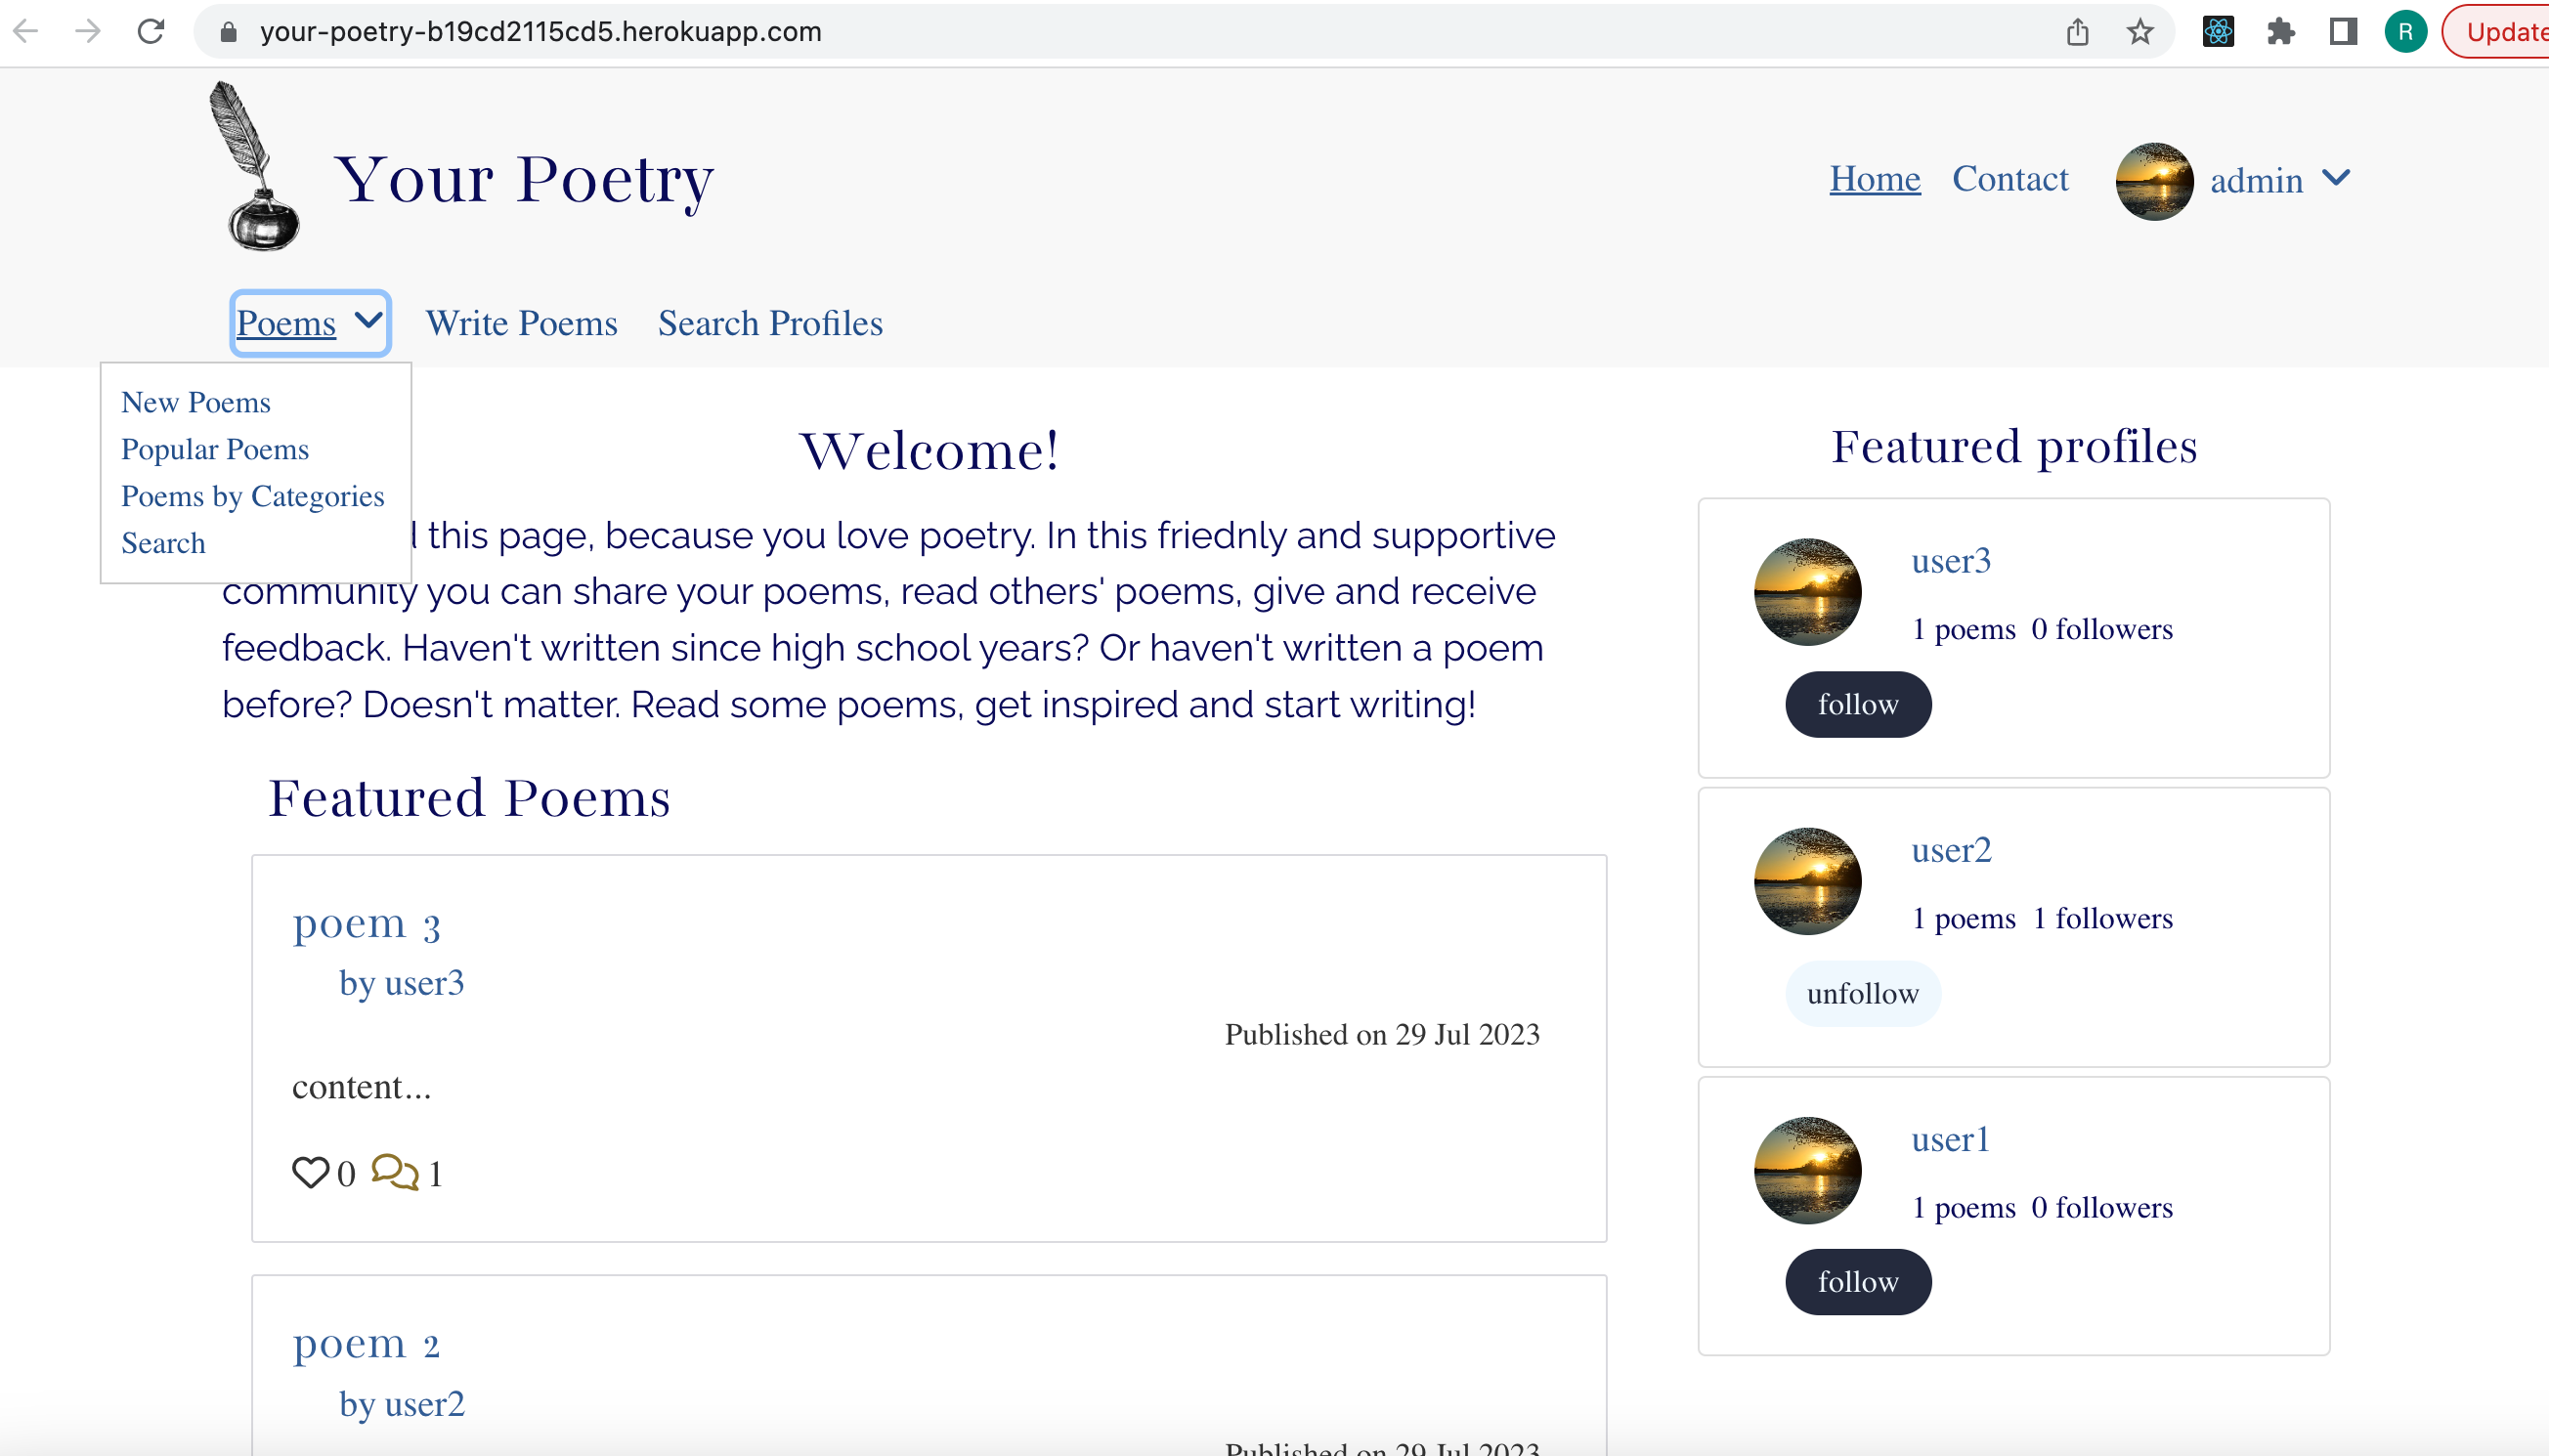 your-poetry-b19cd2115cd5.herokuapp.com
R
Update
Your Poetry
Home Contact admin
Poems Write Poems Search Profiles
New Poems
Popular Poems
Poems by Categories
Search
Welcome!
this page, because you love poetry. In this friednly and supportive
community you can share your poems, read others' poems, give and receive
feedback. Haven't written since high school years? Or haven't written a poem
before? Doesn't matter. Read some poems, get inspired and start writing!
Featured Poems
poem 3
by user3
Published on 29 Jul 2023
content...
0 1
poem 2
by user2
Published on 29 Jul 2023
Featured profiles
user3
1 poems 0 followers
follow
user2
1 poems 1 followers
unfollow
user1
1 poems 0 followers
follow